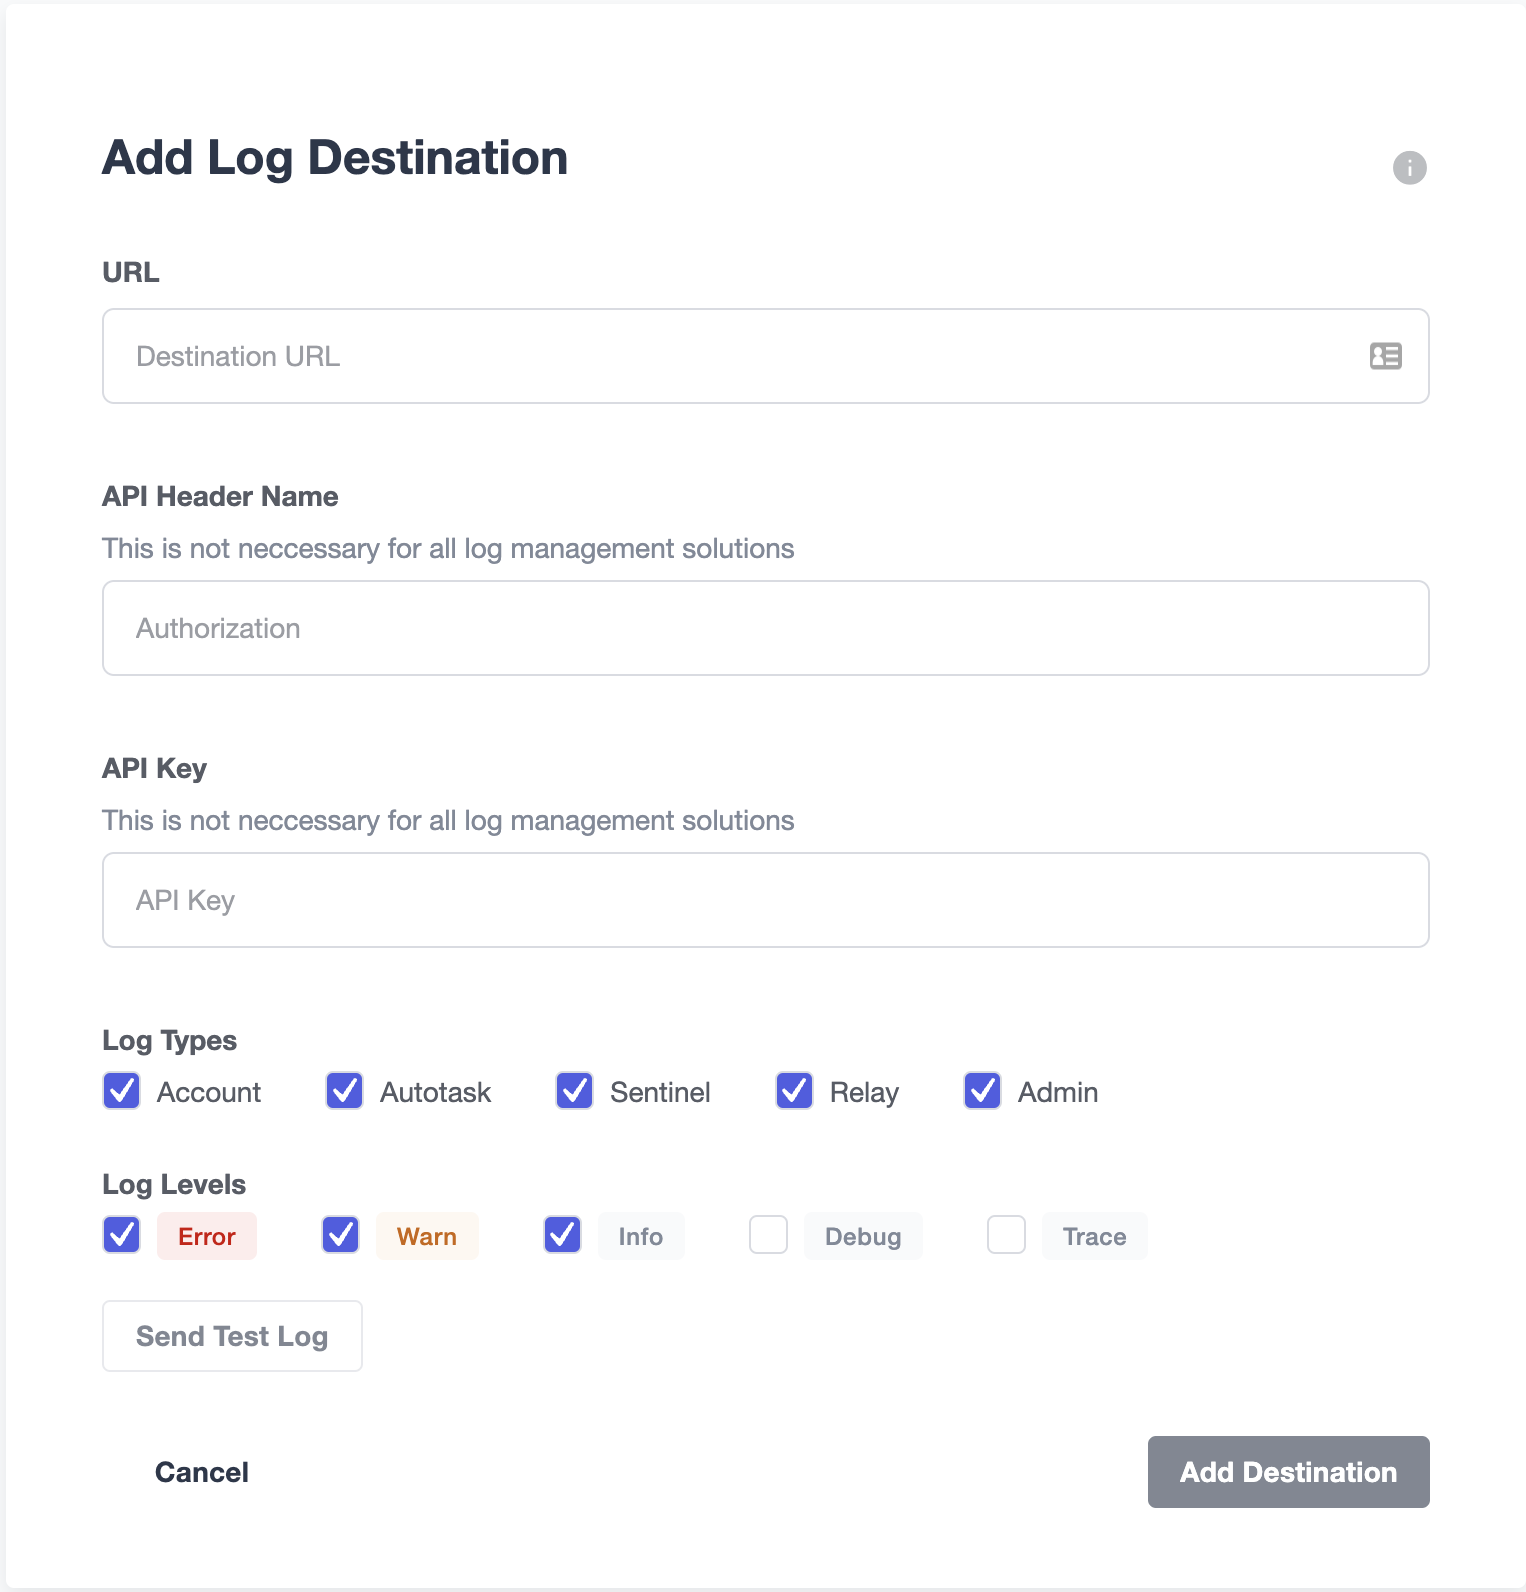 Add Log Destination
URL
Destination URL
API Header Name
This is not neccessary for all log management solutions
Authorization
API Key
This is not neccessary for all log management solutions
API Key
Log Types
Account Autotask Sentinel Relay Admin
Log Levels
Error Warn Info Debug Trace
Send Test Log
Cancel Add Destination